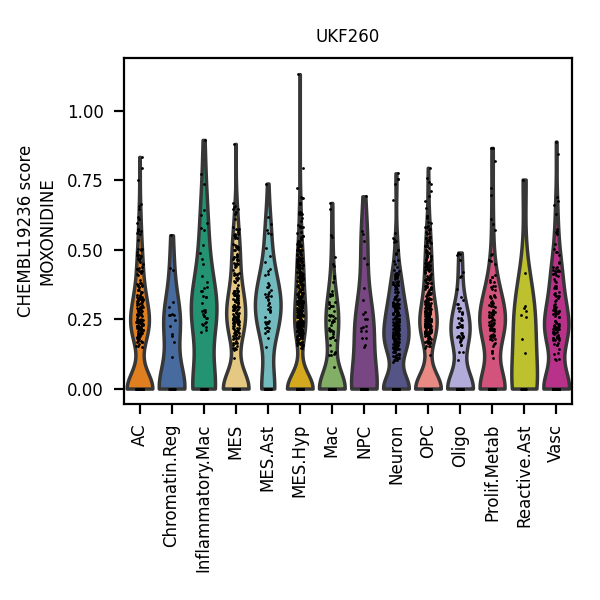 UKF260
CHEMBL19236 score
MOXONIDINE
1.00
0.75
0.50
0.25
0.00
AC
Chromatin.Reg
Inflammatory.Mac
MES
MES.Ast
MES.Hyp
Mac
NPC
Neuron
OPC
Oligo
Prolif.Metab
Reactive.Ast
Vasc